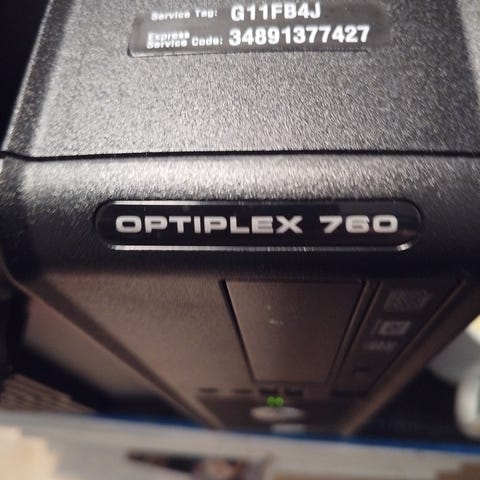 Service Tag: G11FB4J
Express
Service Code: 34891377427
OPTIPLEX 760